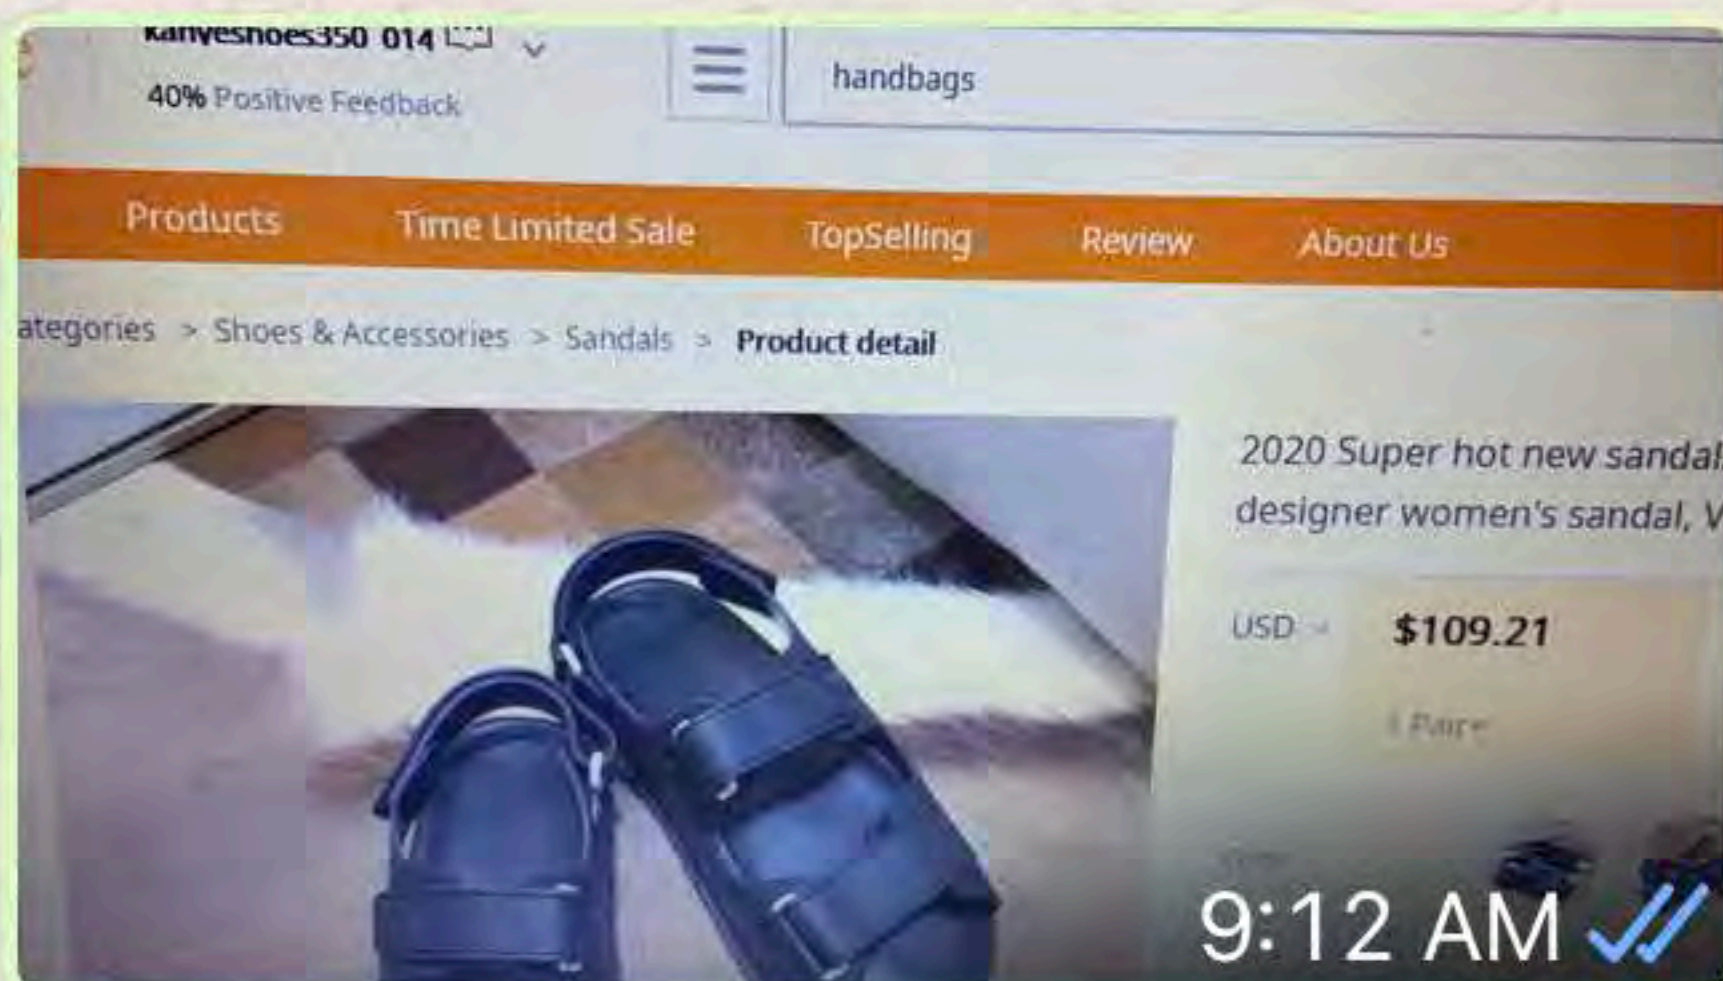 kanyeshoes350 014
40% Positive Feedback
handbags
Products
Time Limited Sale
TopSelling
Review
About Us
ategories > Shoes & Accessories > Sandals > Product detail
2020 Super hot new sandal
designer women's sandal, V
USD
$109.21
9:12 AM